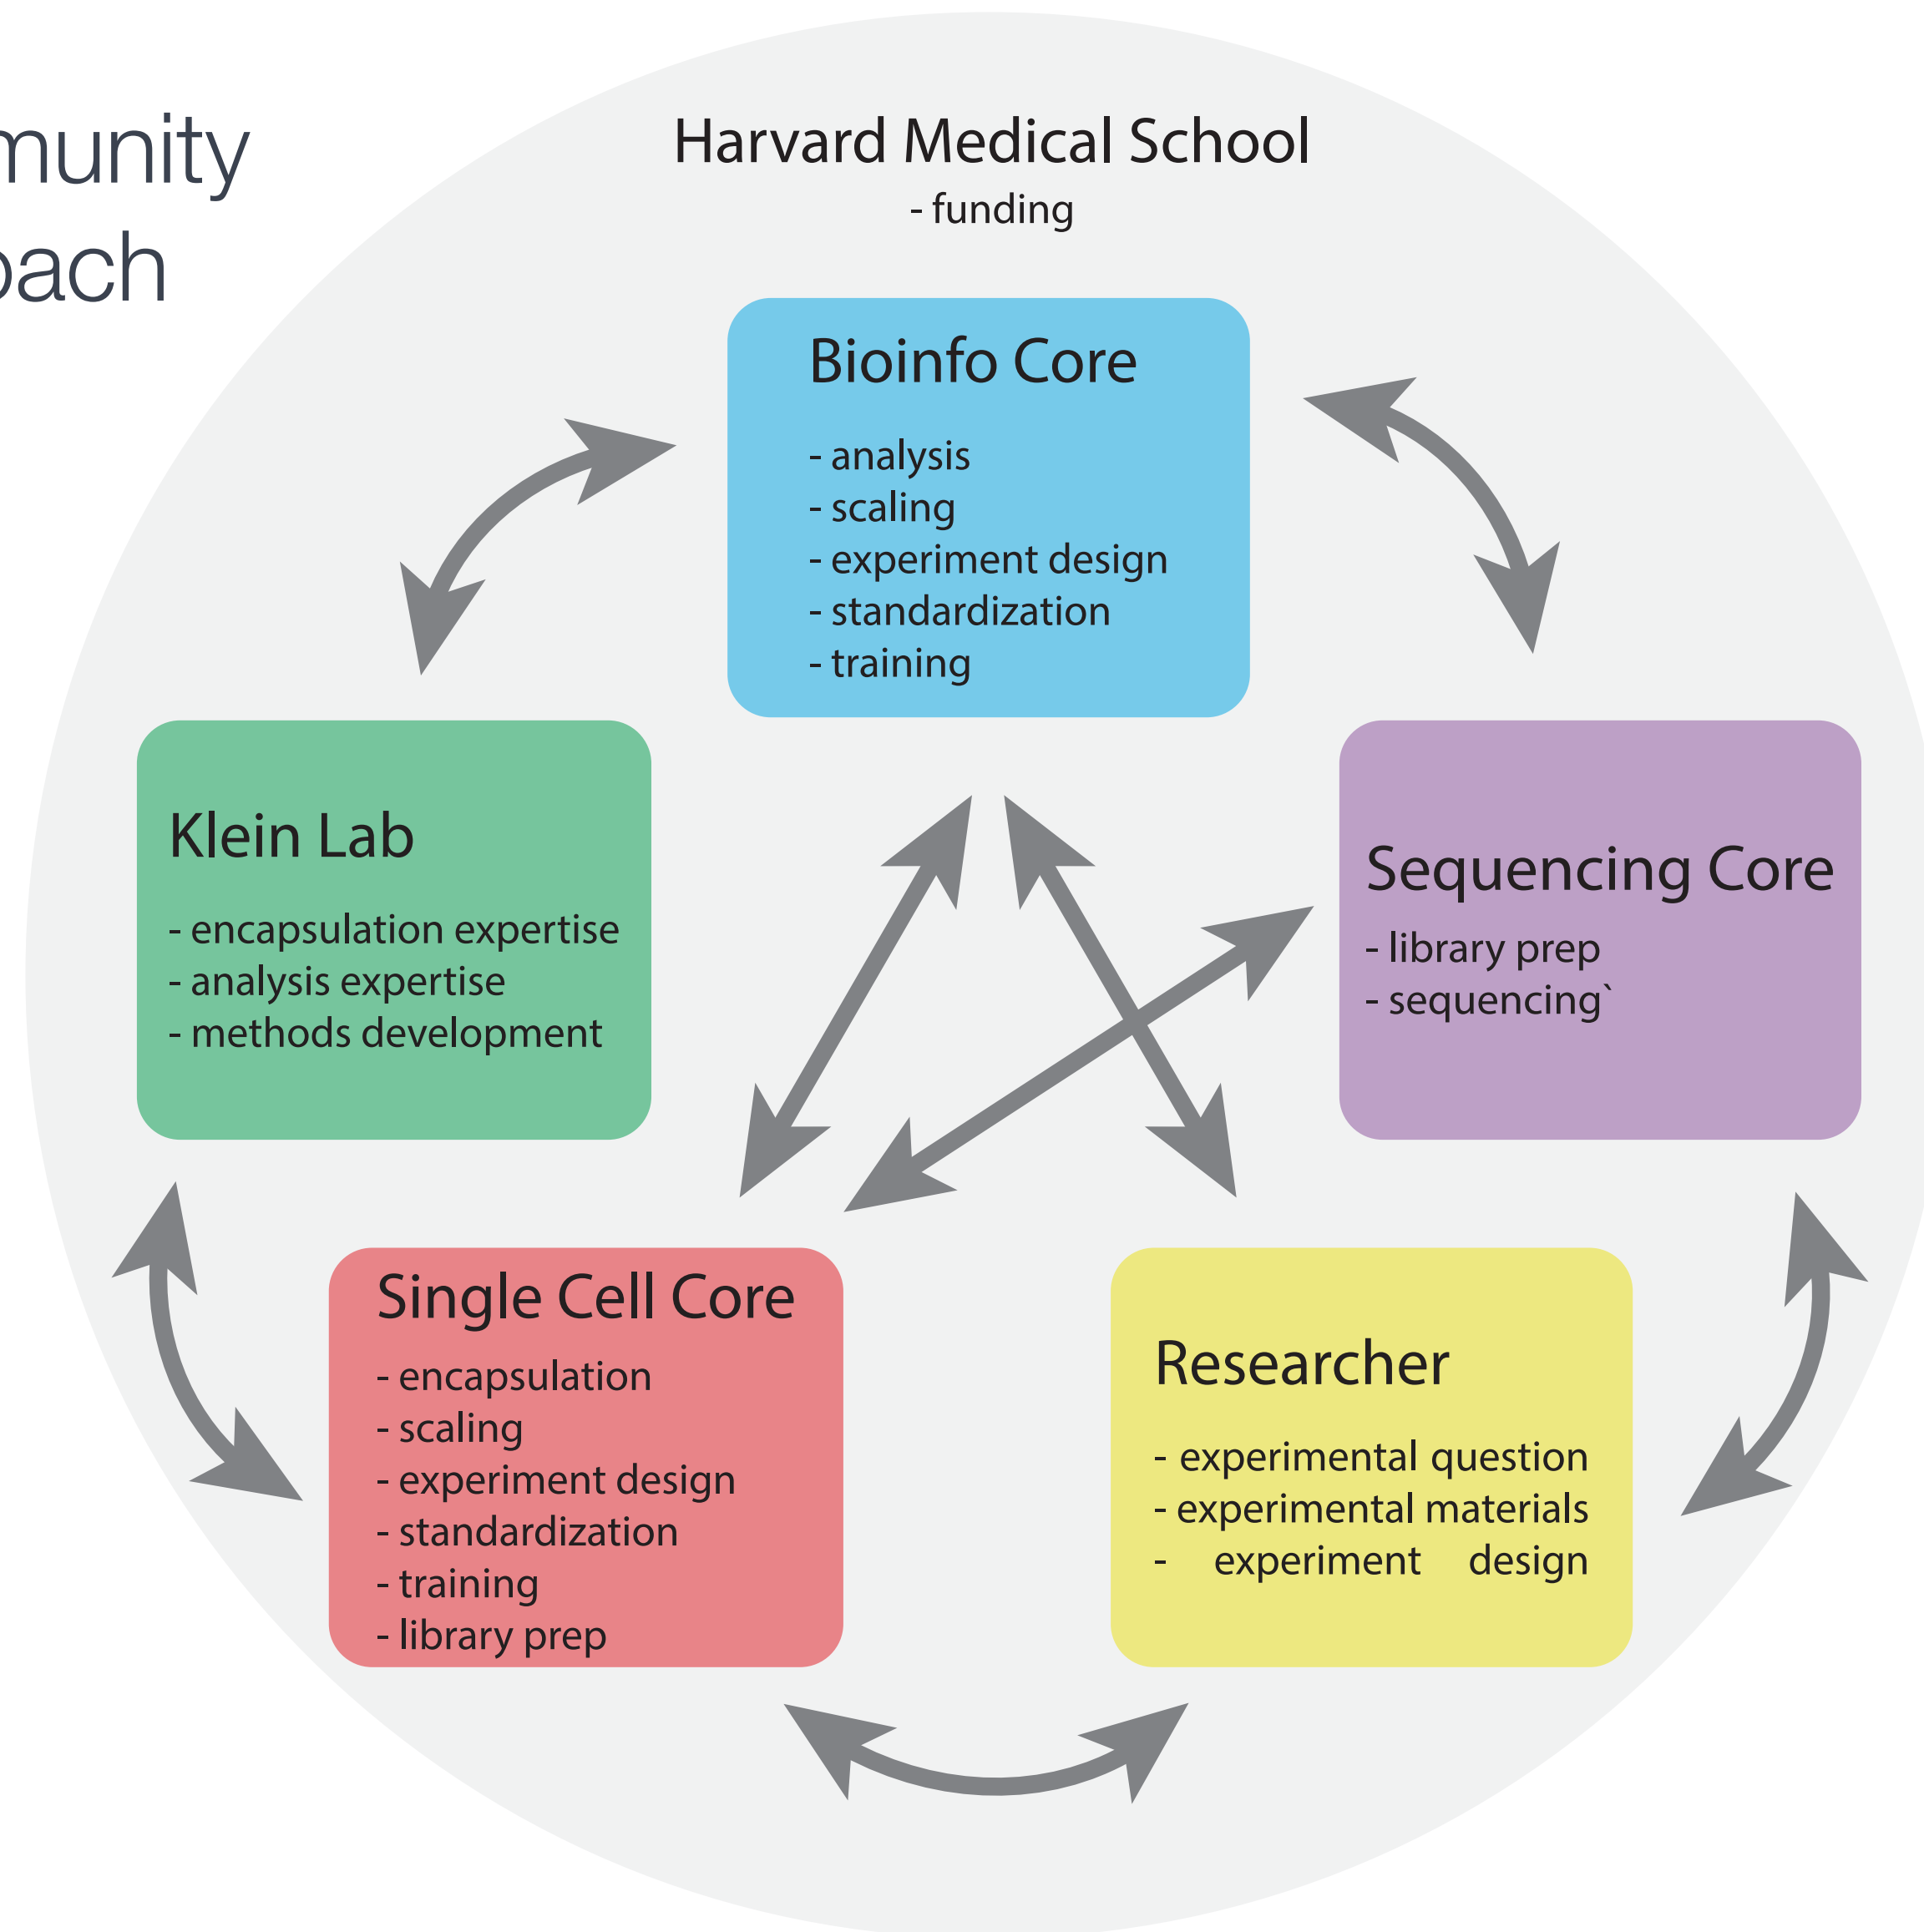 munity
oach
Harvard Medical School
- funding
Bioinfo Core
- analysis
- scaling
- experiment design
- standardization
- training
Klein Lab
- encapsulation expertise
- analysis expertise
- methods development
Sequencing Core
- library prep
- sequencing`
Single Cell Core
- encapsulation
- scaling
- experiment design
- standardization
- training
- library prep
Researcher
- experimental question
- experimental materials
- experiment design